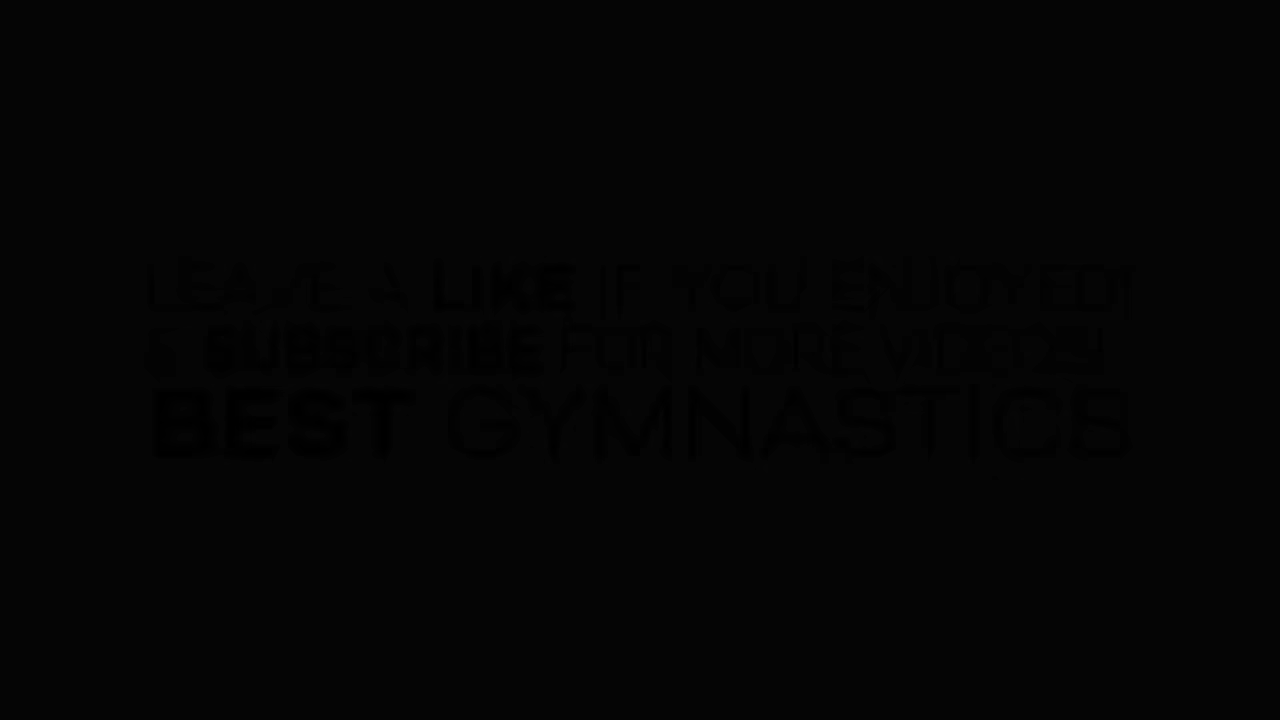 LEAVE A LIKE IF YOU ENJOYED!
& SUBSCRIBE FOR MORE VIDEOS!
BEST GYMNASTICS